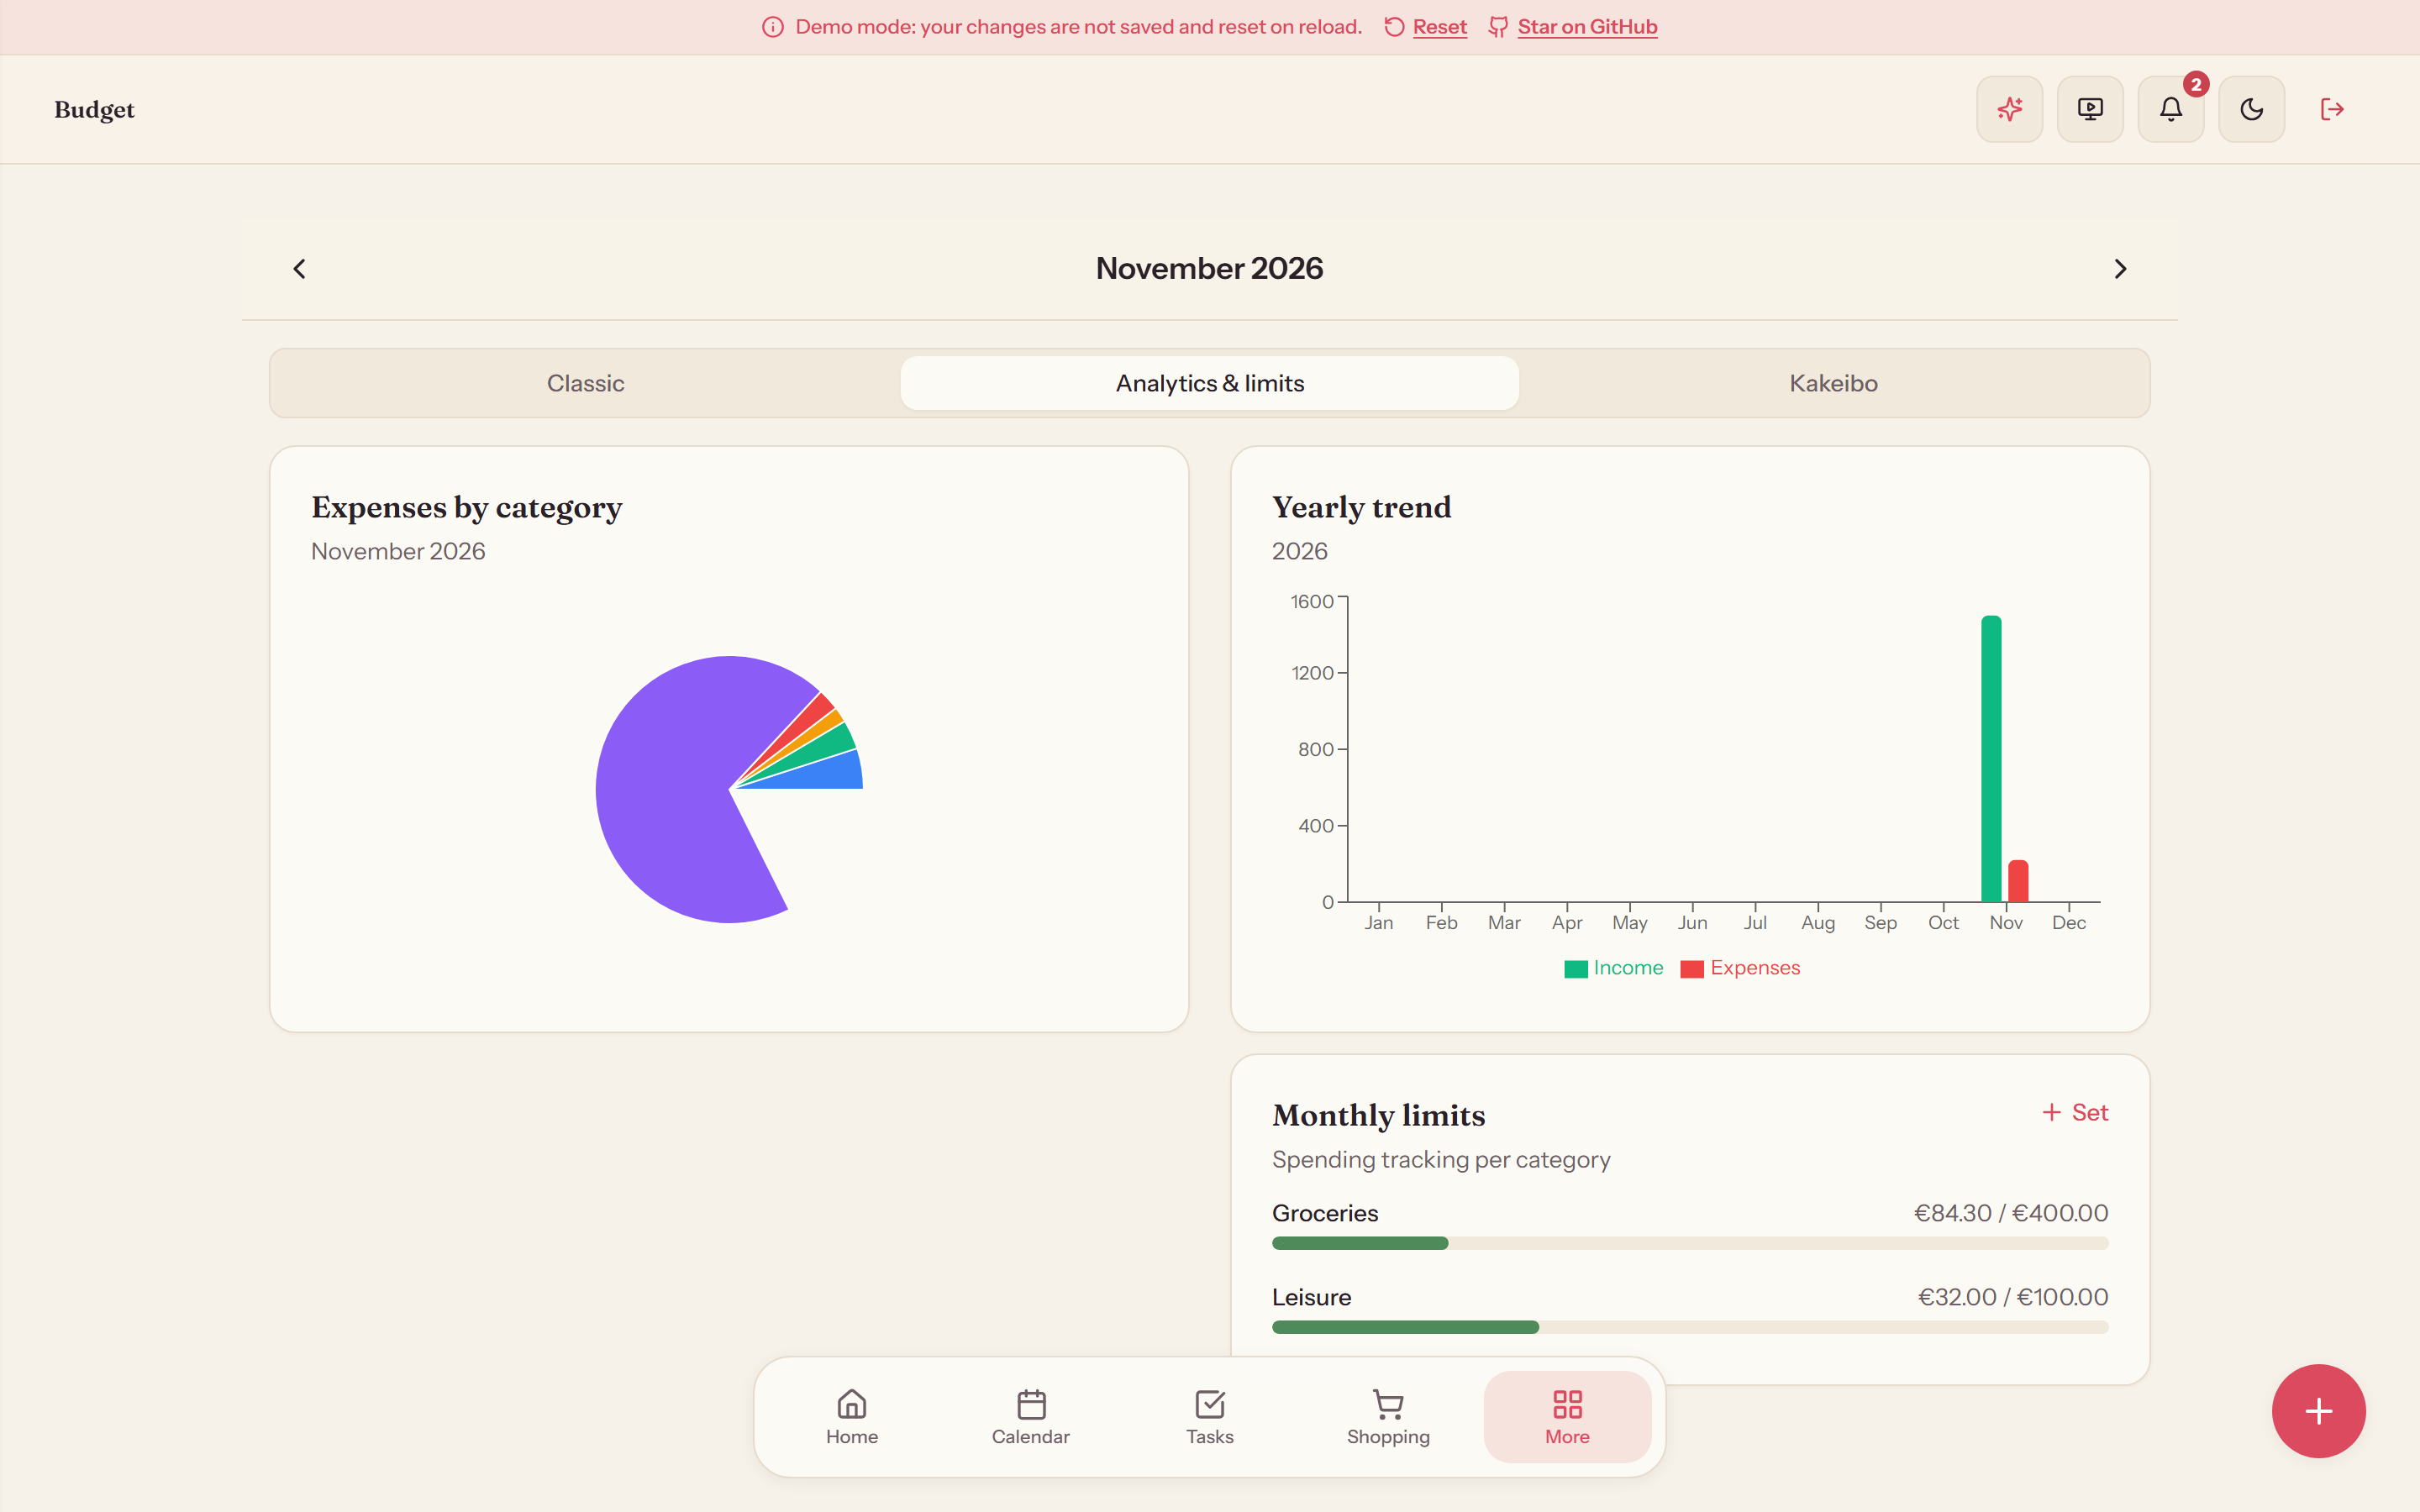 Demo mode: your changes are not saved and reset on reload. Reset Star on GitHub
Budget
2
November 2026
Classic
Analytics & limits
Kakeibo
Expenses by category
November 2026
Yearly trend
2026
1600
1200
800
400
0
Jan Feb Mar Apr May Jun Jul Aug Sep Oct Nov Dec
Income Expenses
Monthly limits
Set
Spending tracking per category
Groceries €84.30 / €400.00
Leisure €32.00 / €100.00
Home Calendar Tasks Shopping More